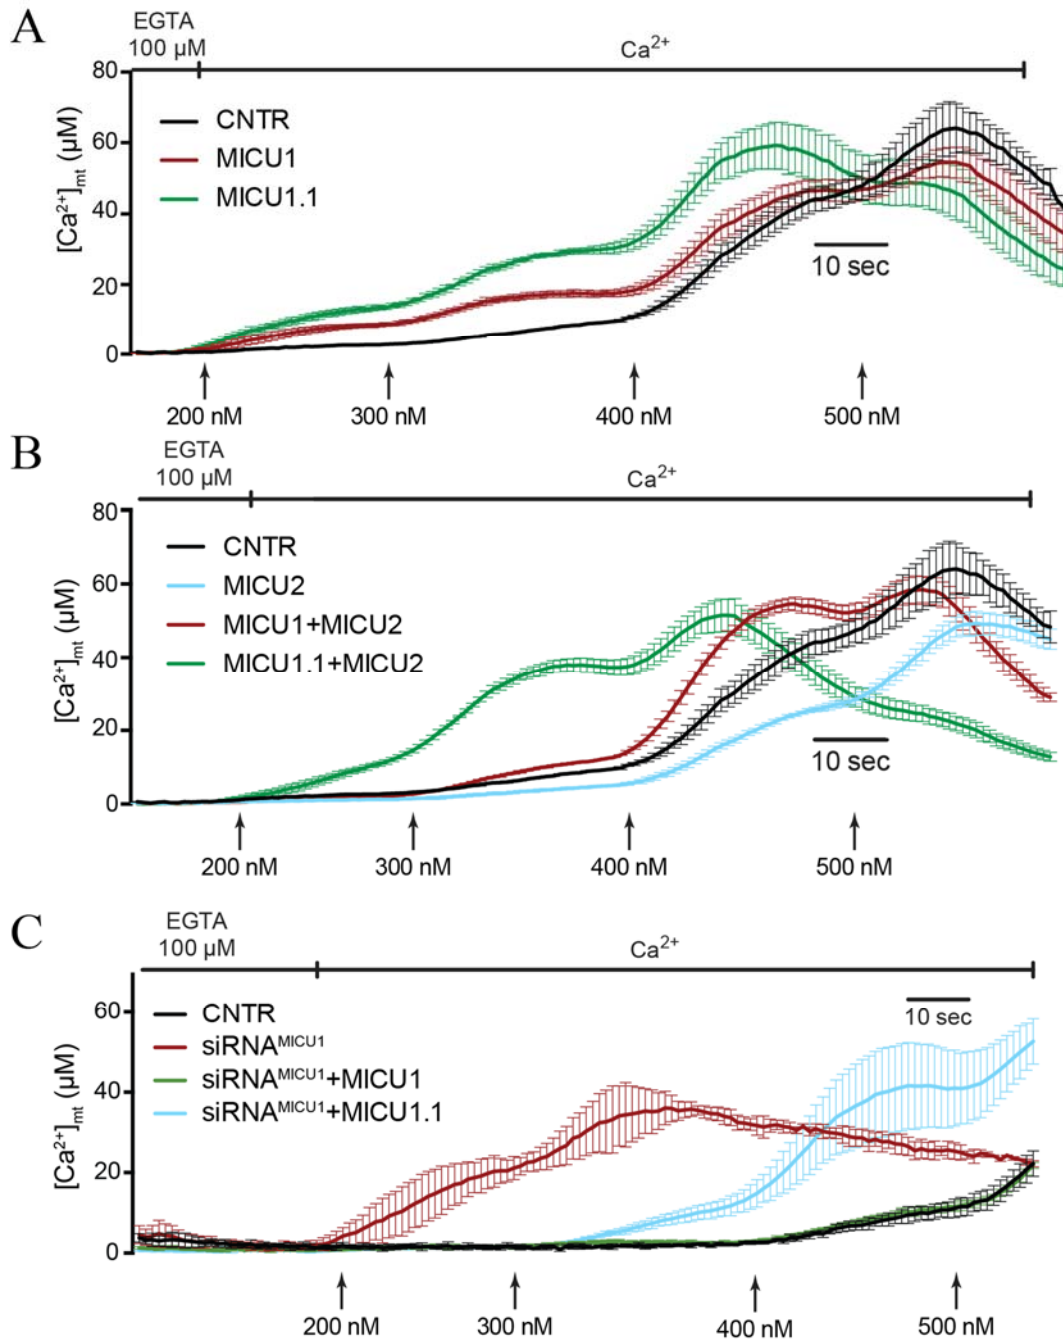 A
EGTA
100 µM
Ca2+
[Ca2+]mt (µM)
80
60
40
20
0
CNTR
MICU1
MICU1.1
10 sec
200 nM
300 nM
400 nM
500 nM
B
EGTA
100 µM
Ca2+
[Ca2+]mt (µM)
80
60
40
20
0
CNTR
MICU2
MICU1+MICU2
MICU1.1+MICU2
10 sec
200 nM
300 nM
400 nM
500 nM
C
EGTA
100 µM
Ca2+
[Ca2+]mt (µM)
60
40
20
0
CNTR
siRNAMICU1
siRNAMICU1+MICU1
siRNAMICU1+MICU1.1
10 sec
200 nM
300 nM
400 nM
500 nM